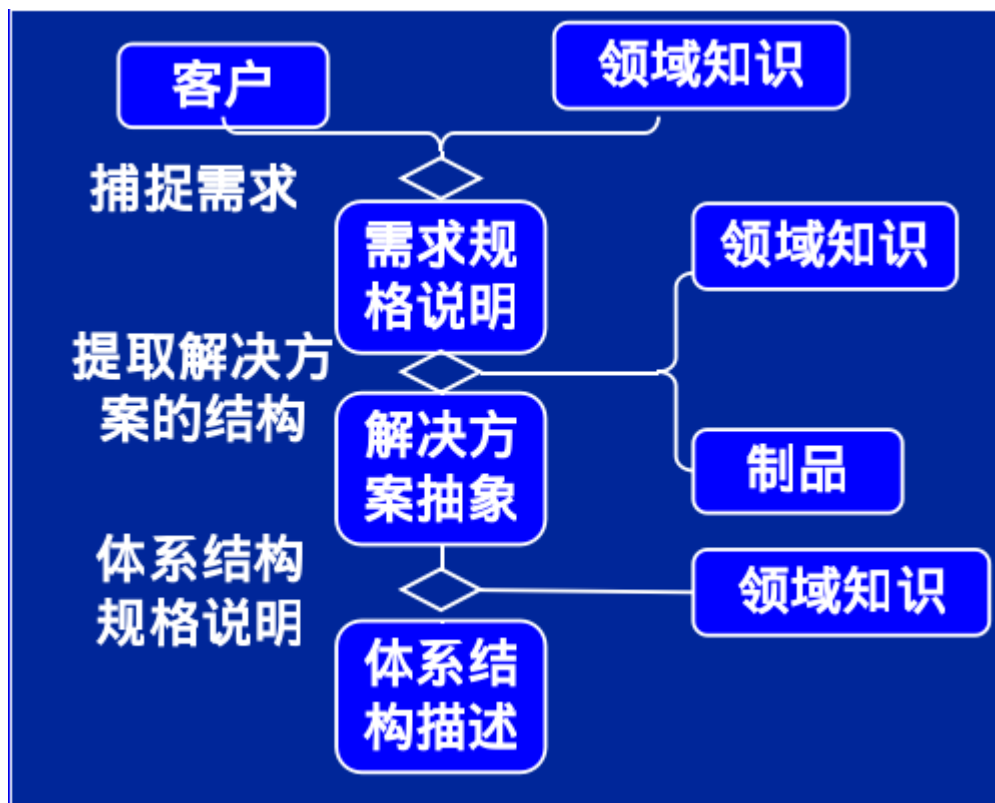 客户
领域知识
捕捉需求
需求规
格说明
领域知识
提取解决方
案的结构
解决方
案抽象
制品
体系结构
规格说明
领域知识
体系结
构描述